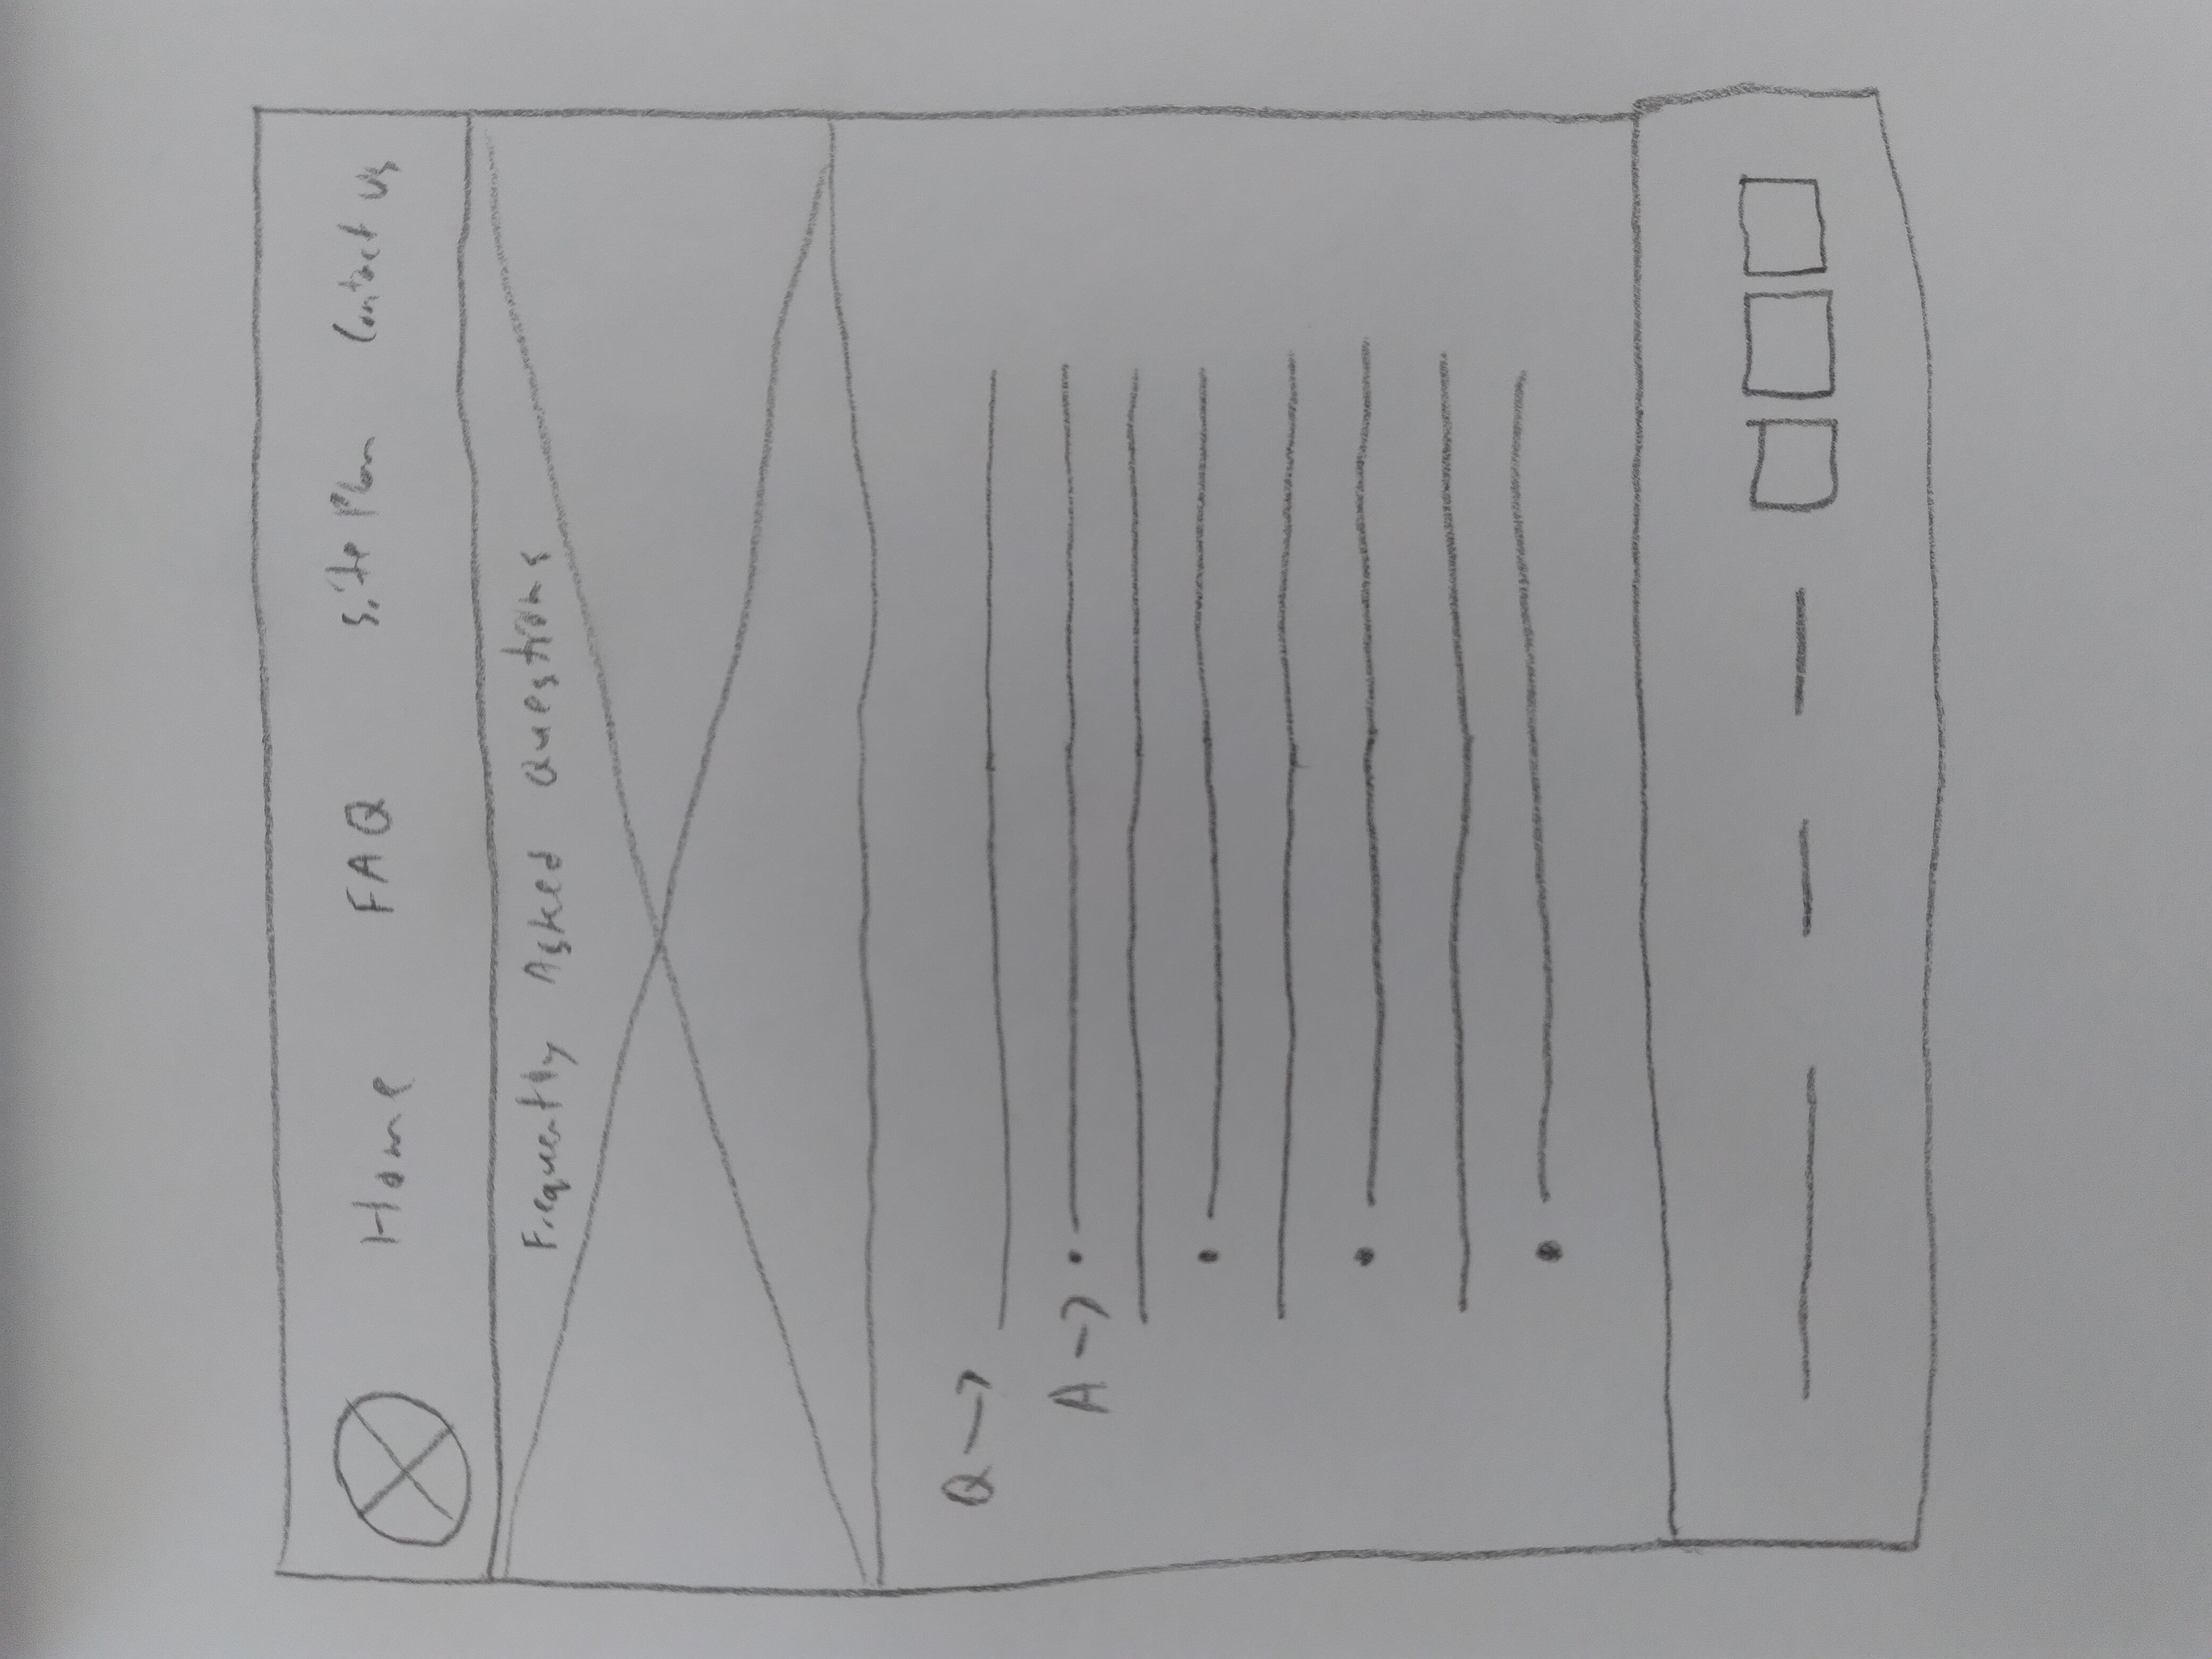 Home FAQ Site Plan Contact Us
Frequently Asked Questions
Q →
A →